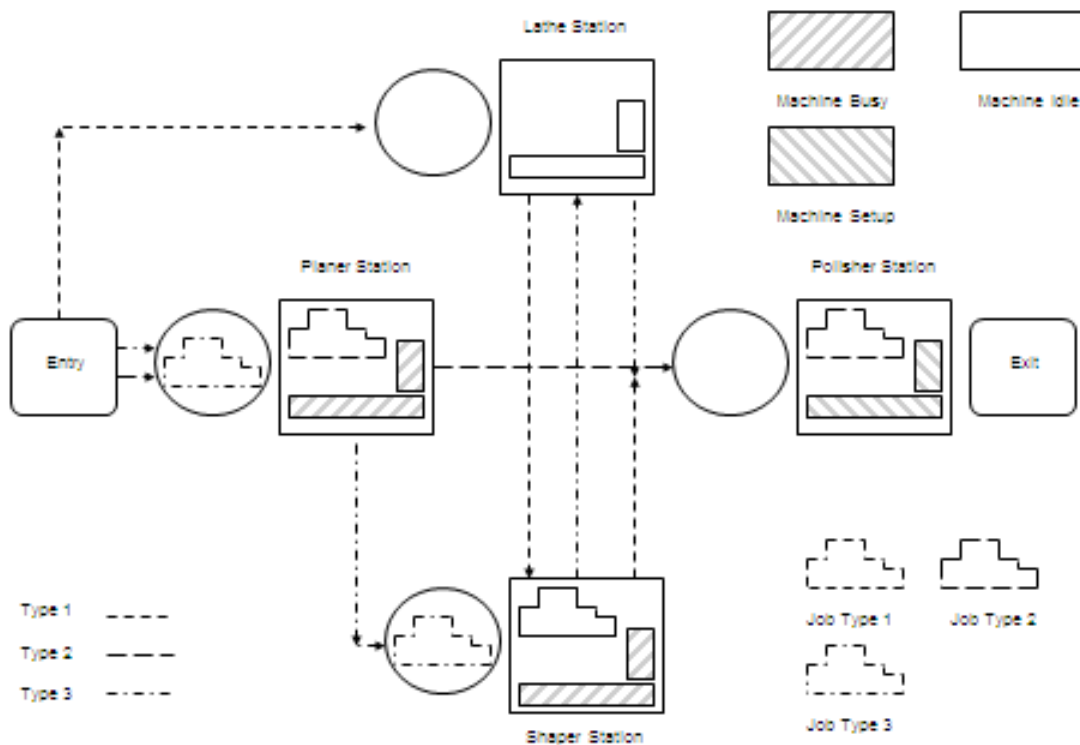 Lathe Station
Machine Busy
Machine Idle
Machine Setup
Planer Station
Polisher Station
Entry
Exit
Type 1
Type 2
Type 3
Job Type 1
Job Type 2
Job Type 3
Shaper Station